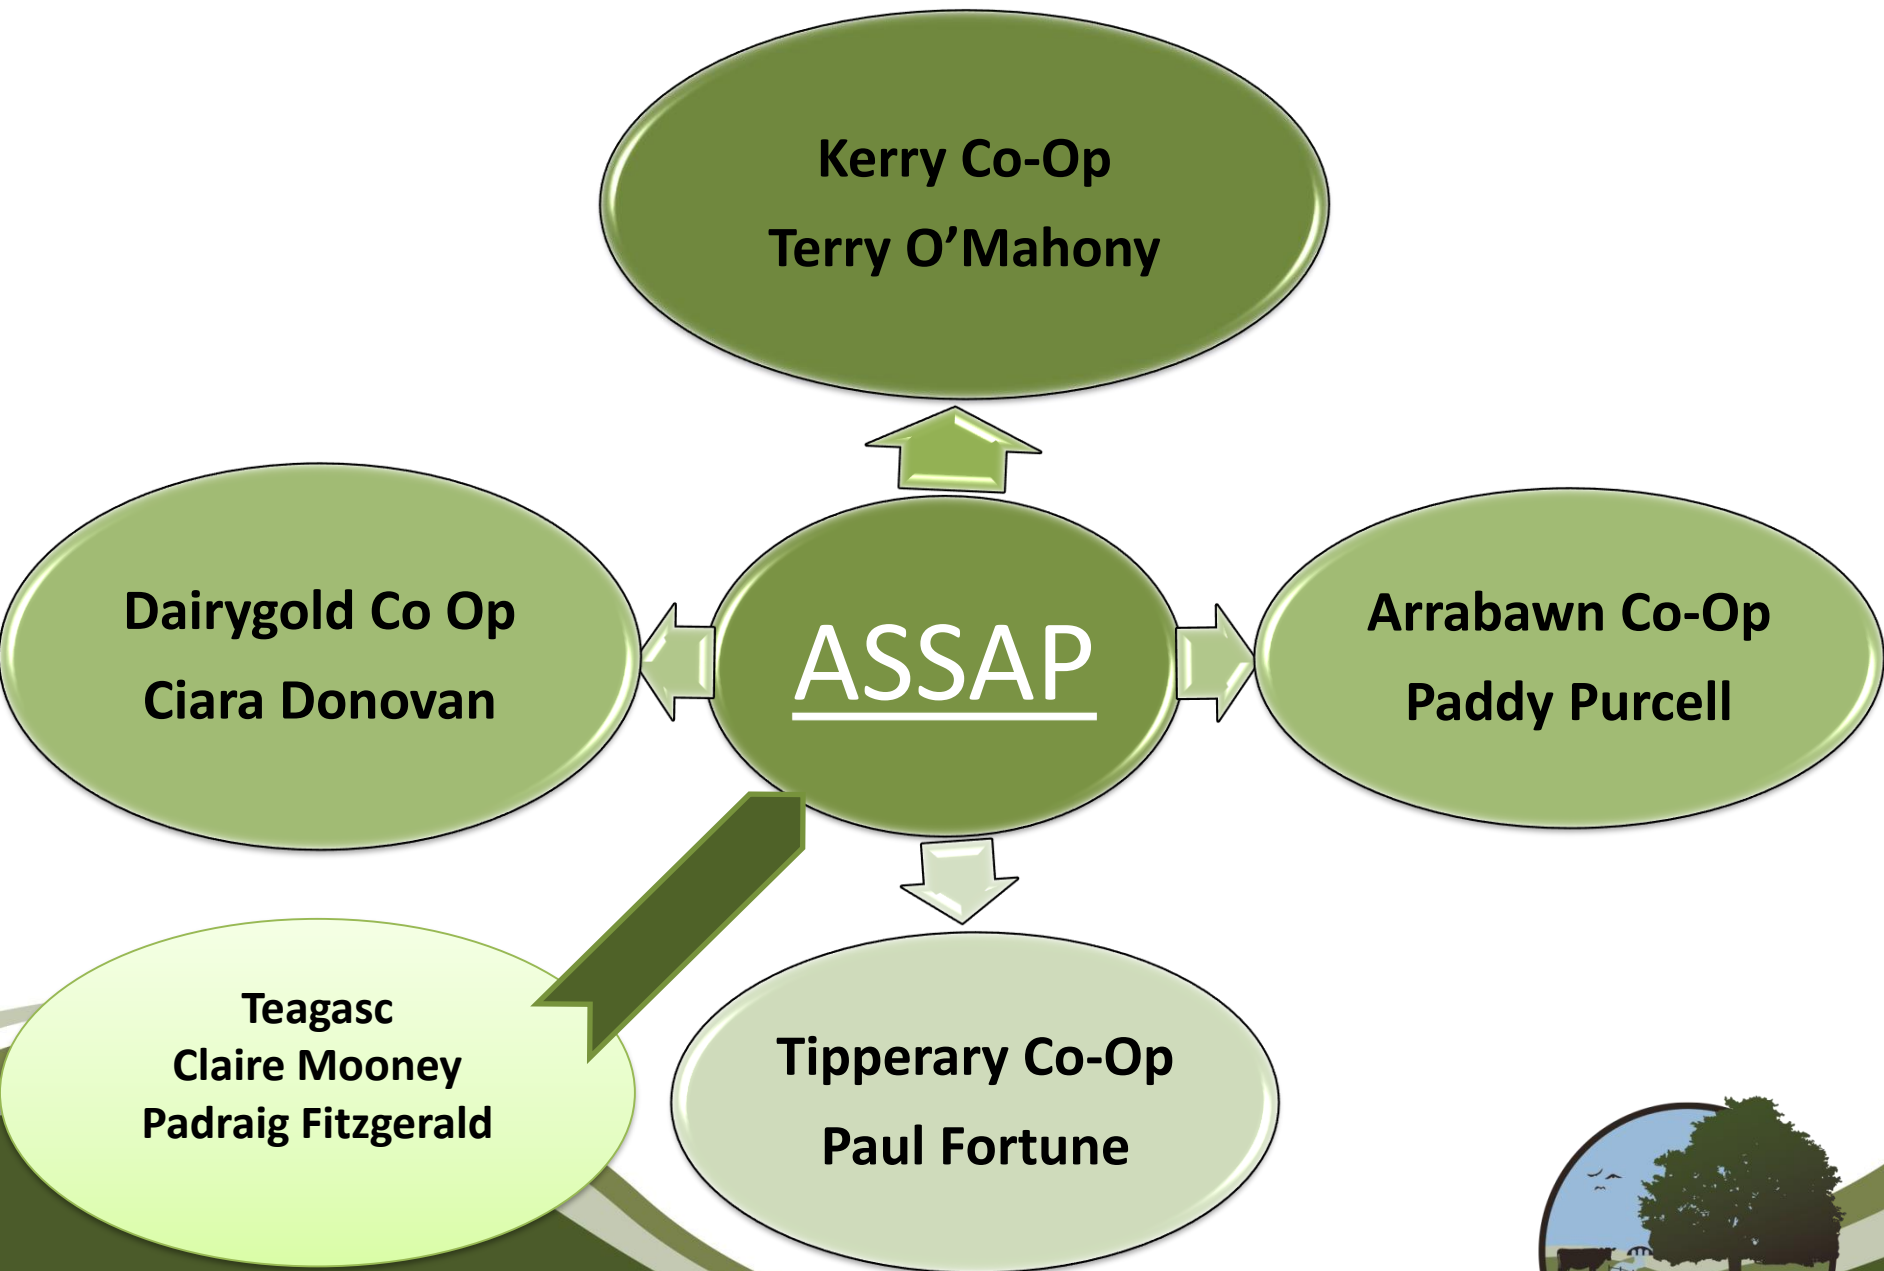 Kerry Co-Op
Terry O’Mahony
Dairygold Co Op
Ciara Donovan
ASSAP
Arrabawn Co-Op
Paddy Purcell
Teagasc
Claire Mooney
Padraig Fitzgerald
Tipperary Co-Op
Paul Fortune